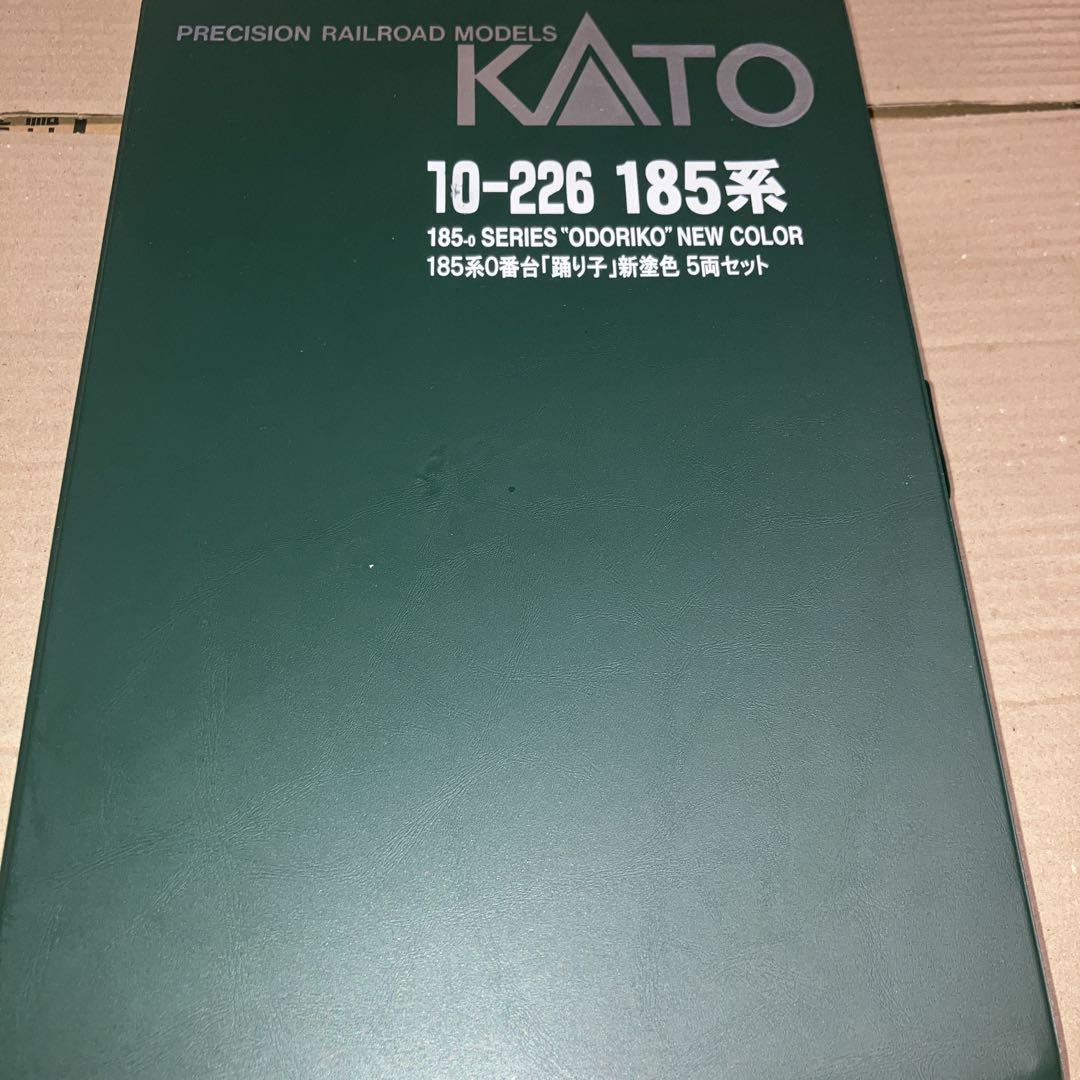 PRECISION RAILROAD MODELS
KATO
10-226 185系
185-0 SERIES "ODORIKO" NEW COLOR
185系0番台「踊り子」新塗色 5両セット